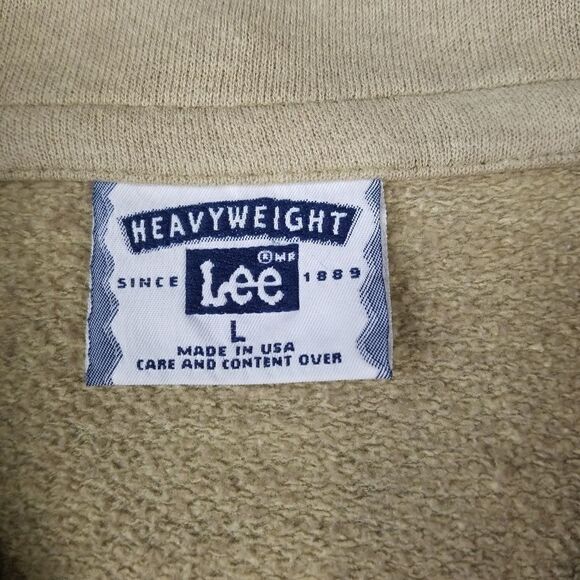 HEAVYWEIGHT
® MR
SINCE Lee 1889
L
MADE IN USA
CARE AND CONTENT OVER